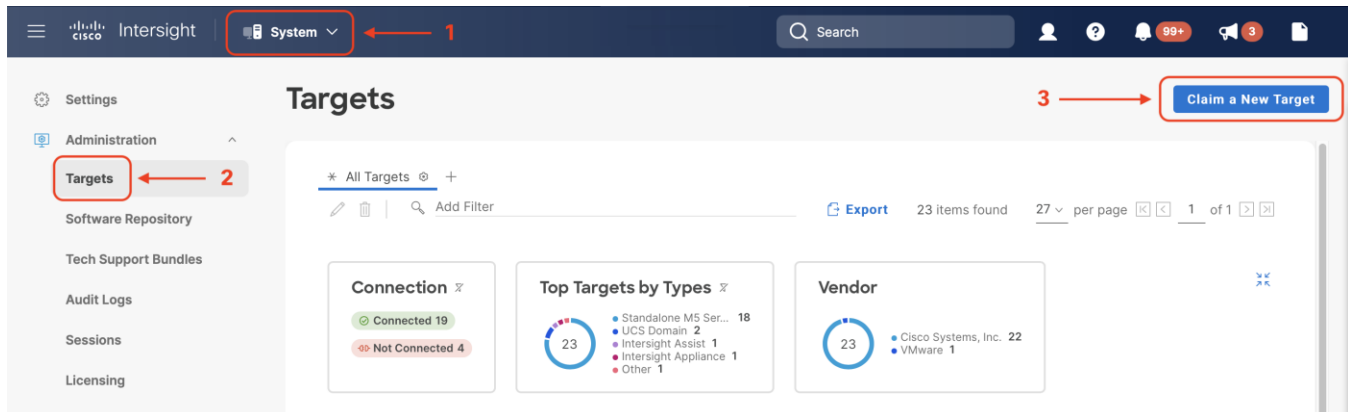 cisco Intersight System 1 Search 99+ 3
Settings
Targets
3 Claim a New Target
Administration
Targets 2
All Targets
Add Filter Export 23 items found 27 per page 1 of 1
Software Repository
Tech Support Bundles
Audit Logs
Sessions
Licensing
Connection
Connected 19
Not Connected 4
Top Targets by Types
23
Standalone M5 Ser... 18
UCS Domain 2
Intersight Assist 1
Intersight Appliance 1
Other 1
Vendor
23
Cisco Systems, Inc. 22
VMware 1